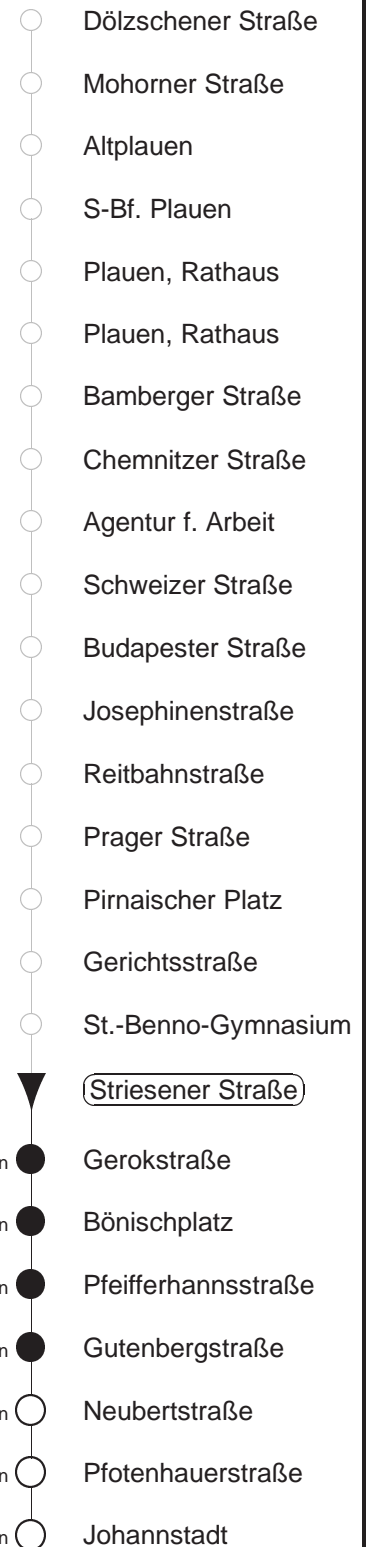 Dölzschener Straße
Mohorner Straße
Altplauen
S-Bf. Plauen
Plauen, Rathaus
Plauen, Rathaus
Bamberger Straße
Chemnitzer Straße
Agentur f. Arbeit
Schweizer Straße
Budapester Straße
Josephinenstraße
Reitbahnstraße
Prager Straße
Pirnaischer Platz
Gerichtsstraße
St.-Benno-Gymnasium
Striesener Straße
n Gerokstraße
n Bönischplatz
n Pfeifferhannsstraße
n Gutenbergstraße
n Neubertstraße
n Pfotenhauerstraße
n Johannstadt